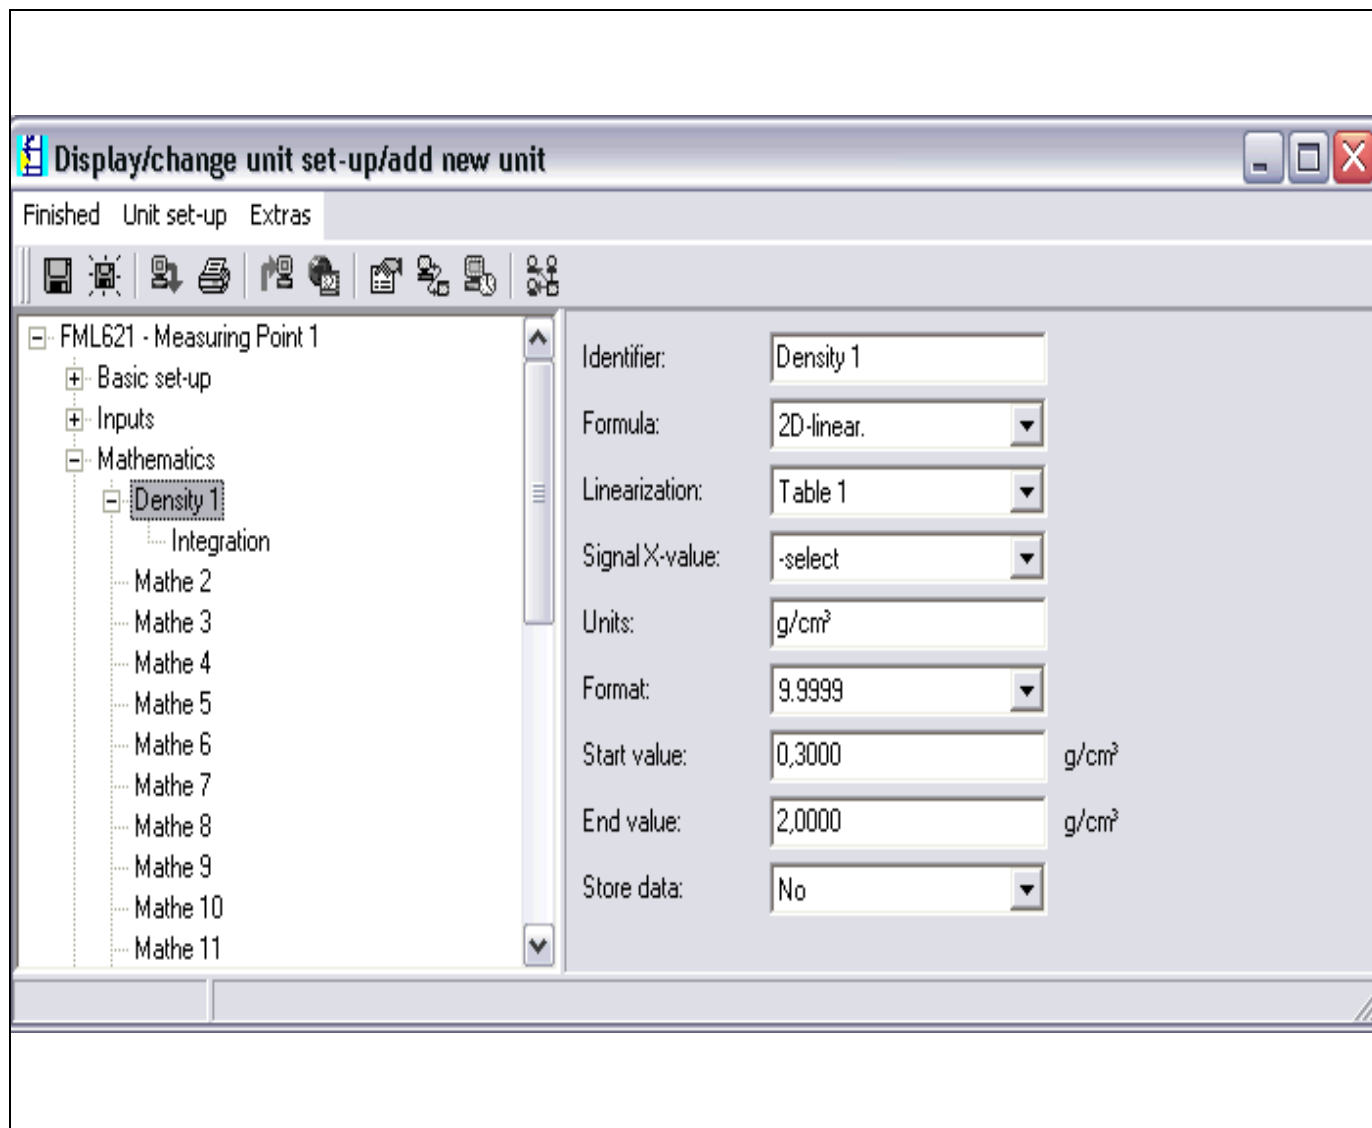 Display/change unit set-up/add new unit
Finished Unit set-up Extras
FML621 - Measuring Point 1
Basic set-up
Inputs
Mathematics
Density 1
Integration
Mathe 2
Mathe 3
Mathe 4
Mathe 5
Mathe 6
Mathe 7
Mathe 8
Mathe 9
Mathe 10
Mathe 11
Identifier: Density 1
Formula: 2D-linear.
Linearization: Table 1
Signal X-value: -select
Units: g/cm³
Format: 9.9999
Start value: 0,3000 g/cm³
End value: 2,0000 g/cm³
Store data: No